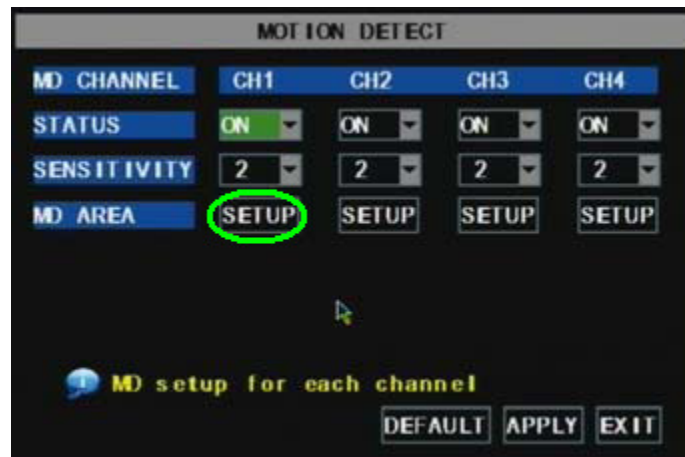 MOTION DETECT
MD CHANNEL CH1 CH2 CH3 CH4
STATUS ON ON ON ON
SENSITIVITY 2 2 2 2
MD AREA SETUP SETUP SETUP SETUP
MD setup for each channel
DEFAULT APPLY EXIT